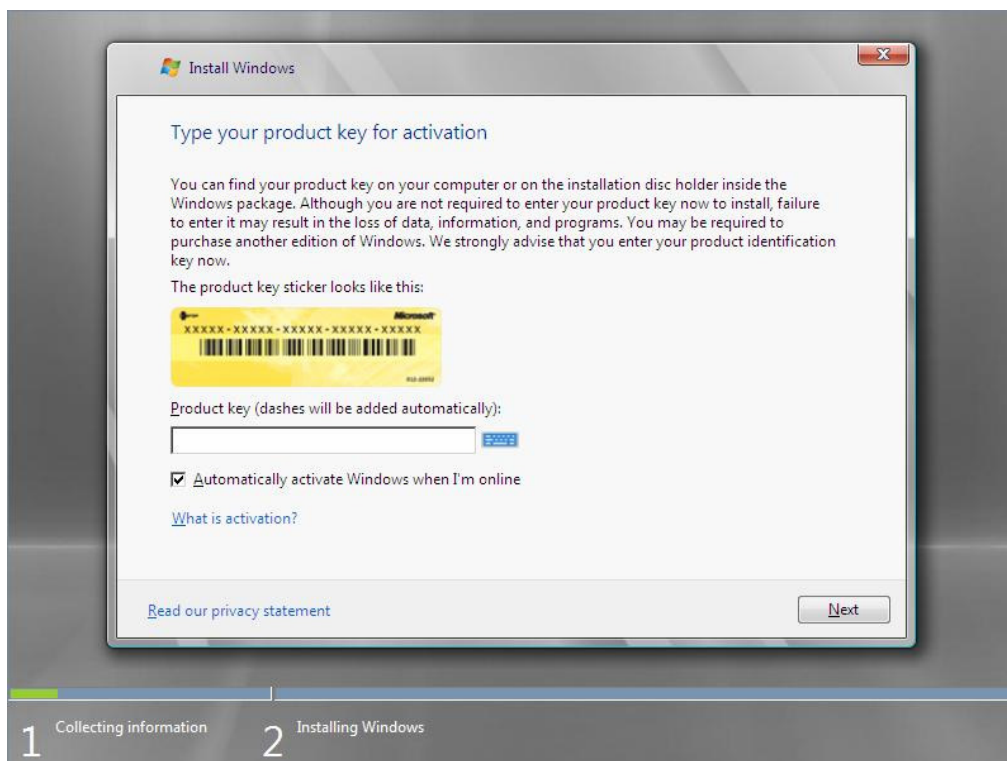 Install Windows
Type your product key for activation
You can find your product key on your computer or on the installation disc holder inside the
Windows package. Although you are not required to enter your product key now to install, failure
to enter it may result in the loss of data, information, and programs. You may be required to
purchase another edition of Windows. We strongly advise that you enter your product identification
key now.
The product key sticker looks like this:
Microsoft
XXXXX-XXXXX-XXXXX-XXXXX-XXXXX
Product key (dashes will be added automatically):
Automatically activate Windows when I'm online
What is activation?
Read our privacy statement
Next
1 Collecting information
2 Installing Windows